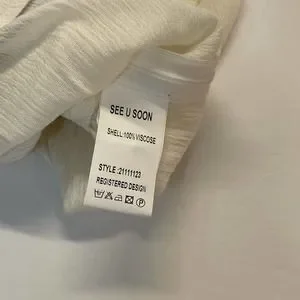 SEE U SOON
SHELL:100%VISCOSE
STYLE :21111123
REGISTERED DESIGN